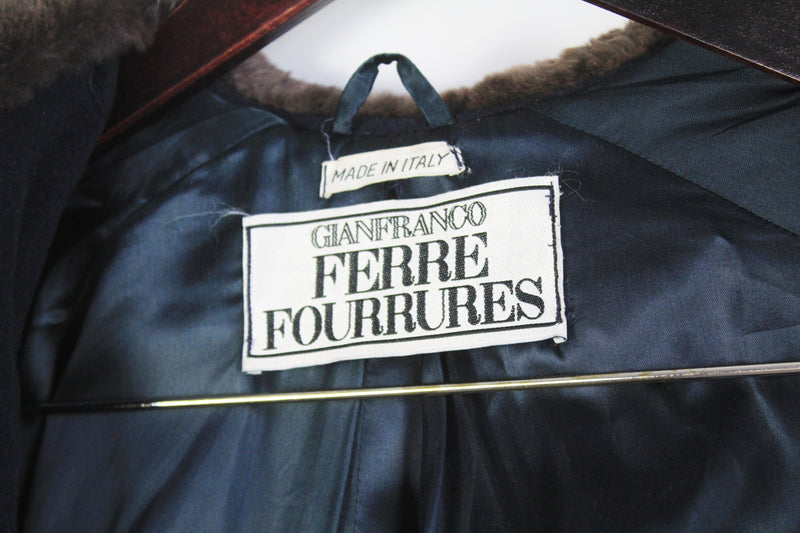 MADE IN ITALY
GIANFRANCO
FERRE
FOURRURES